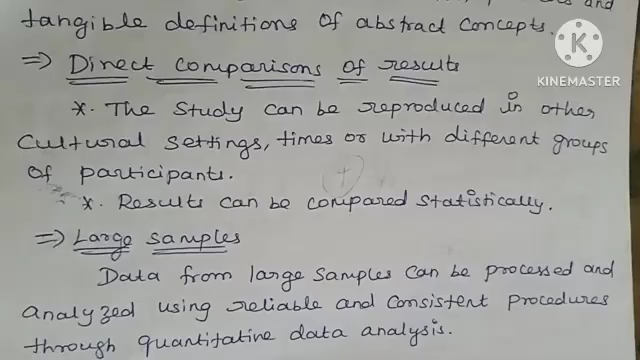 and
tangible definitions of abstract concepts.
⇒ Direct comparisons of results
*. The study can be reproduced in other
cultural settings, times or with different groups
of participants.
*. Results can be compared statistically.
⇒ Large samples
Data from large samples can be processed and
analyzed using reliable and consistent procedures
through quantitative data analysis.
K
KINEMASTER